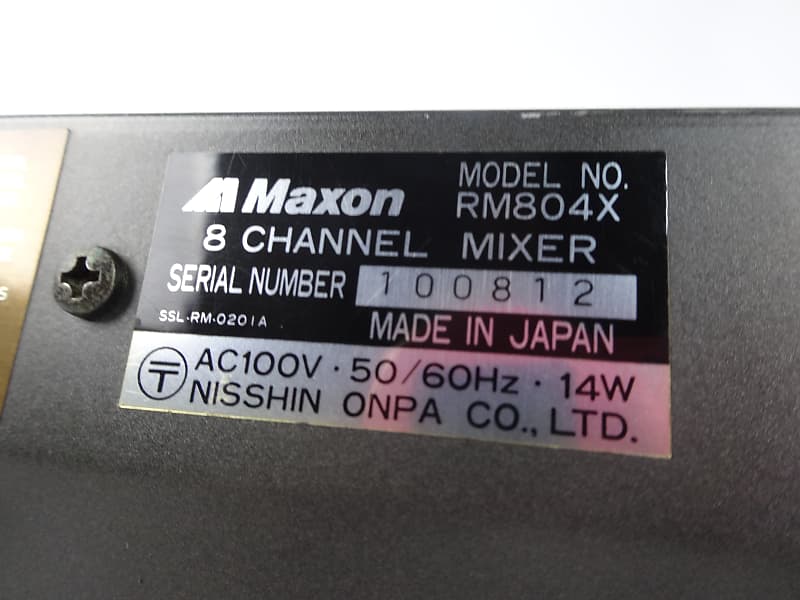 Maxon MODEL NO.
RM804X
8 CHANNEL MIXER
SERIAL NUMBER 100812
SSL-RM-0201A
MADE IN JAPAN
AC100V · 50/60Hz · 14W
NISSHIN ONPA CO., LTD.